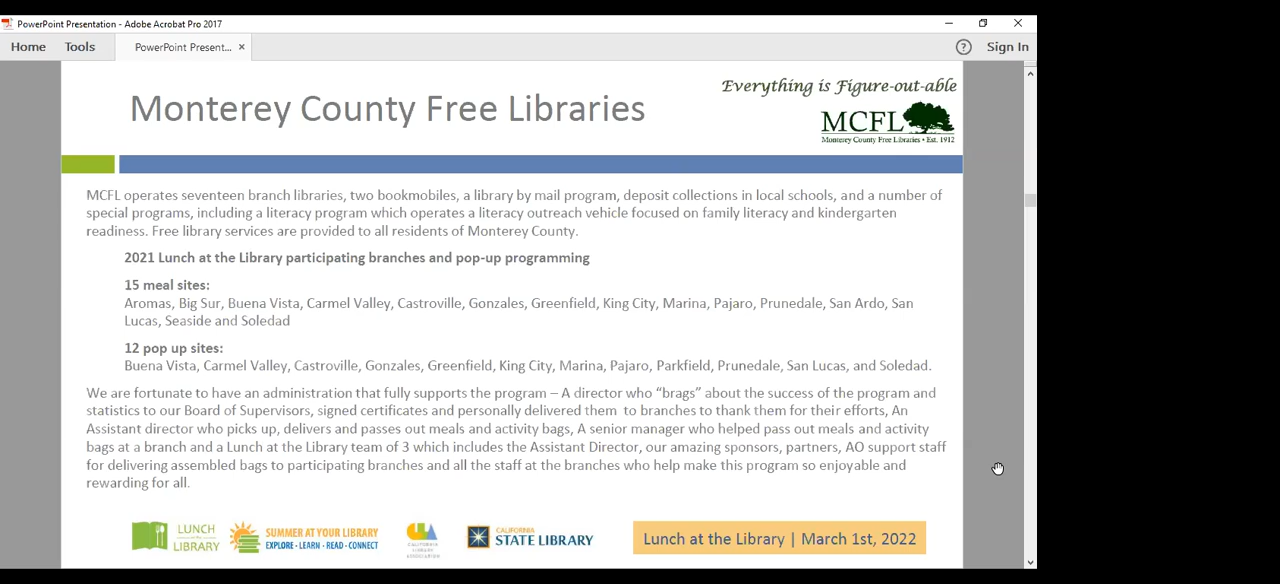 PowerPoint Presentation - Adobe Acrobat Pro 2017
Home Tools PowerPoint Present... × ? Sign In
Everything is Figure-out-able
Monterey County Free Libraries
MCFL
Monterey County Free Libraries • Est. 1912
MCFL operates seventeen branch libraries, two bookmobiles, a library by mail program, deposit collections in local schools, and a number of
special programs, including a literacy program which operates a literacy outreach vehicle focused on family literacy and kindergarten
readiness. Free library services are provided to all residents of Monterey County.
2021 Lunch at the Library participating branches and pop-up programming
15 meal sites:
Aromas, Big Sur, Buena Vista, Carmel Valley, Castroville, Gonzales, Greenfield, King City, Marina, Pajaro, Prunedale, San Ardo, San
Lucas, Seaside and Soledad
12 pop up sites:
Buena Vista, Carmel Valley, Castroville, Gonzales, Greenfield, King City, Marina, Pajaro, Parkfield, Prunedale, San Lucas, and Soledad.
We are fortunate to have an administration that fully supports the program – A director who “brags” about the success of the program and
statistics to our Board of Supervisors, signed certificates and personally delivered them to branches to thank them for their efforts, An
Assistant director who picks up, delivers and passes out meals and activity bags, A senior manager who helped pass out meals and activity
bags at a branch and a Lunch at the Library team of 3 which includes the Assistant Director, our amazing sponsors, partners, AO support staff
for delivering assembled bags to participating branches and all the staff at the branches who help make this program so enjoyable and
rewarding for all.
LUNCH
at the
LIBRARY
SUMMER AT YOUR LIBRARY
EXPLORE · LEARN · READ · CONNECT
CALIFORNIA
LIBRARY
ASSOCIATION
CALIFORNIA
STATE LIBRARY
Lunch at the Library | March 1st, 2022